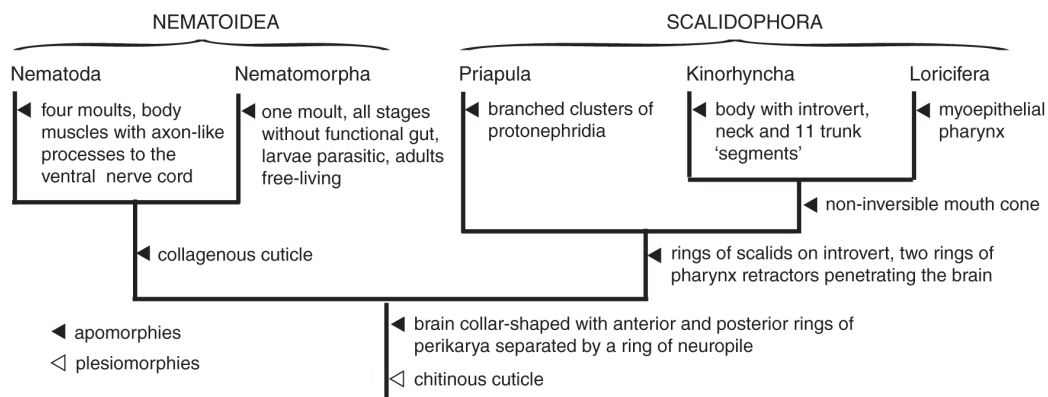 NEMATOIDEA
SCALIDOPHORA
Nematoda
Nematomorpha
Priapula
Kinorhyncha
Loricifera
four moults, body
muscles with axon-like
processes to the
ventral nerve cord
one moult, all stages
without functional gut,
larvae parasitic, adults
free-living
branched clusters of
protonephridia
body with introvert,
neck and 11 trunk
‘segments’
myoepithelial
pharynx
non-inversible mouth cone
collagenous cuticle
rings of scalids on introvert, two rings of
pharynx retractors penetrating the brain
apomorphies
plesiomorphies
brain collar-shaped with anterior and posterior rings of
perikarya separated by a ring of neuropile
chitinous cuticle